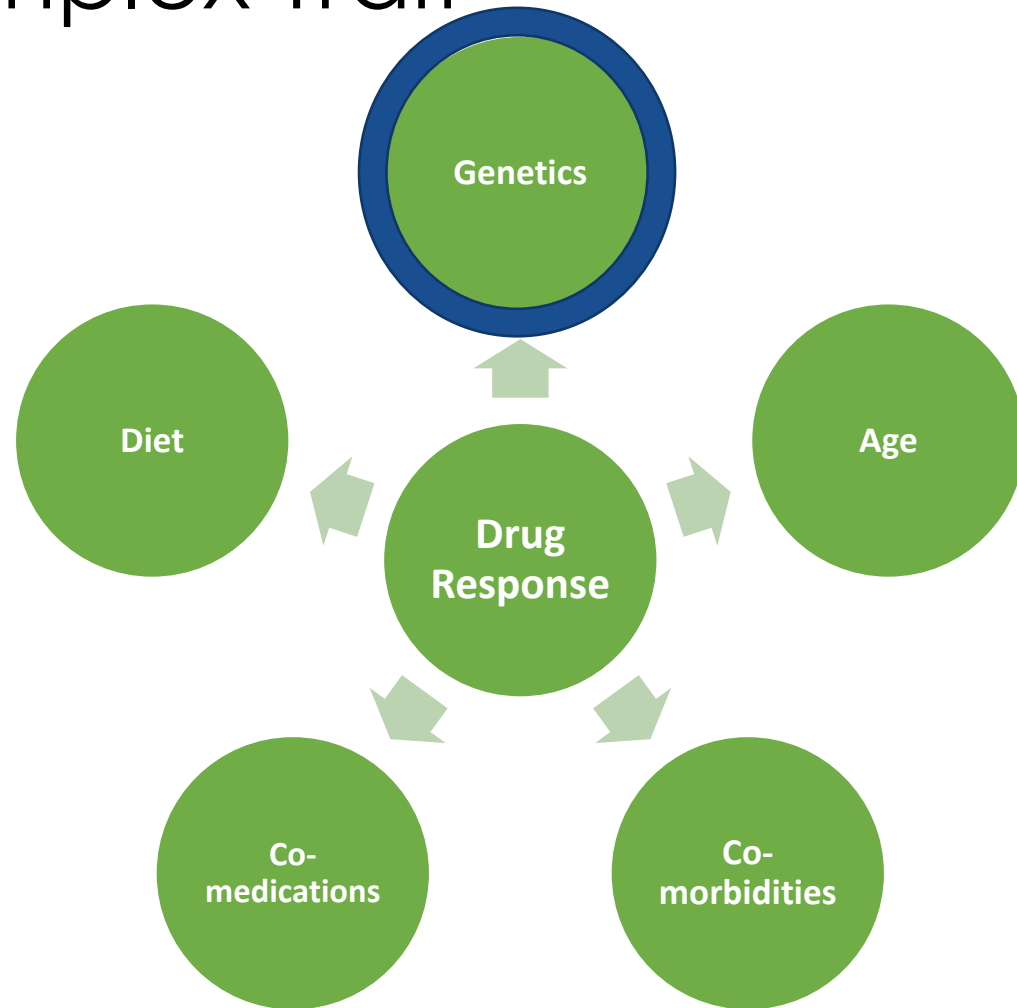 Genetics
Diet
Age
Drug
Response
Co-
medications
Co-
morbidities